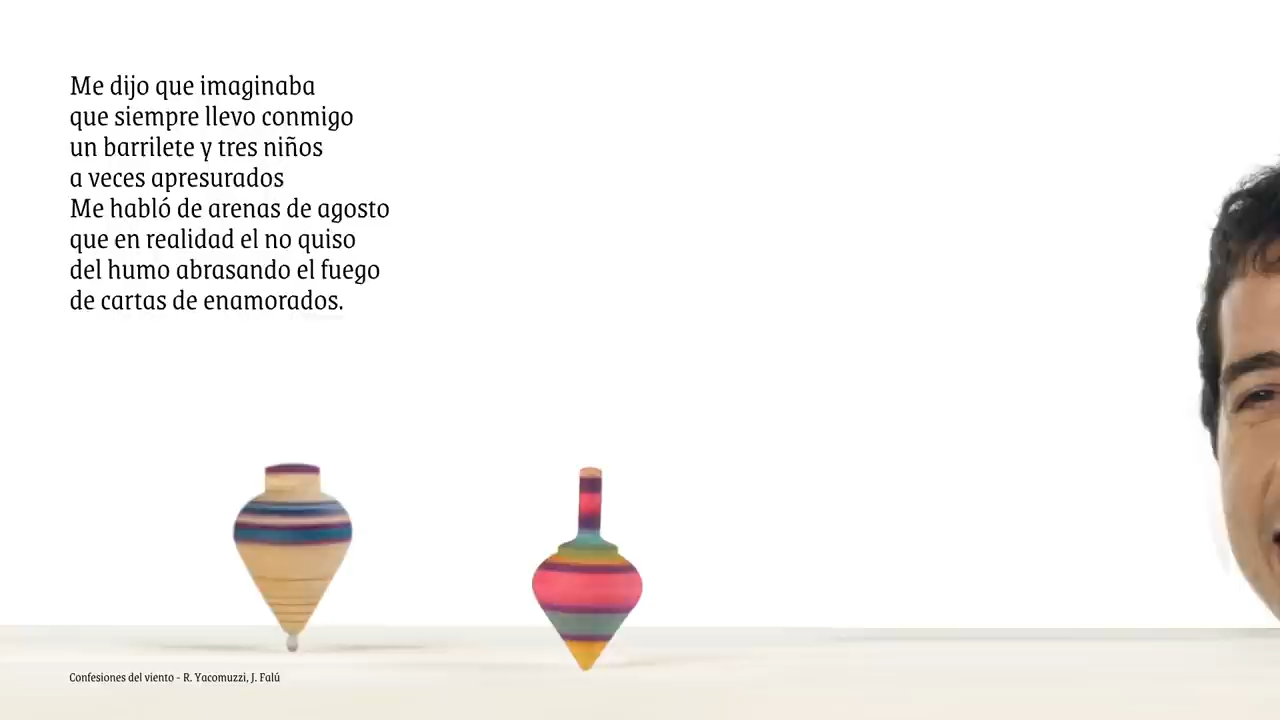 Me dijo que imaginaba
que siempre llevo conmigo
un barrilete y tres niños
a veces apresurados
Me habló de arenas de agosto
que en realidad el no quiso
del humo abrasando el fuego
de cartas de enamorados.
Confesiones del viento - R. Yacomuzzi, J. Falú